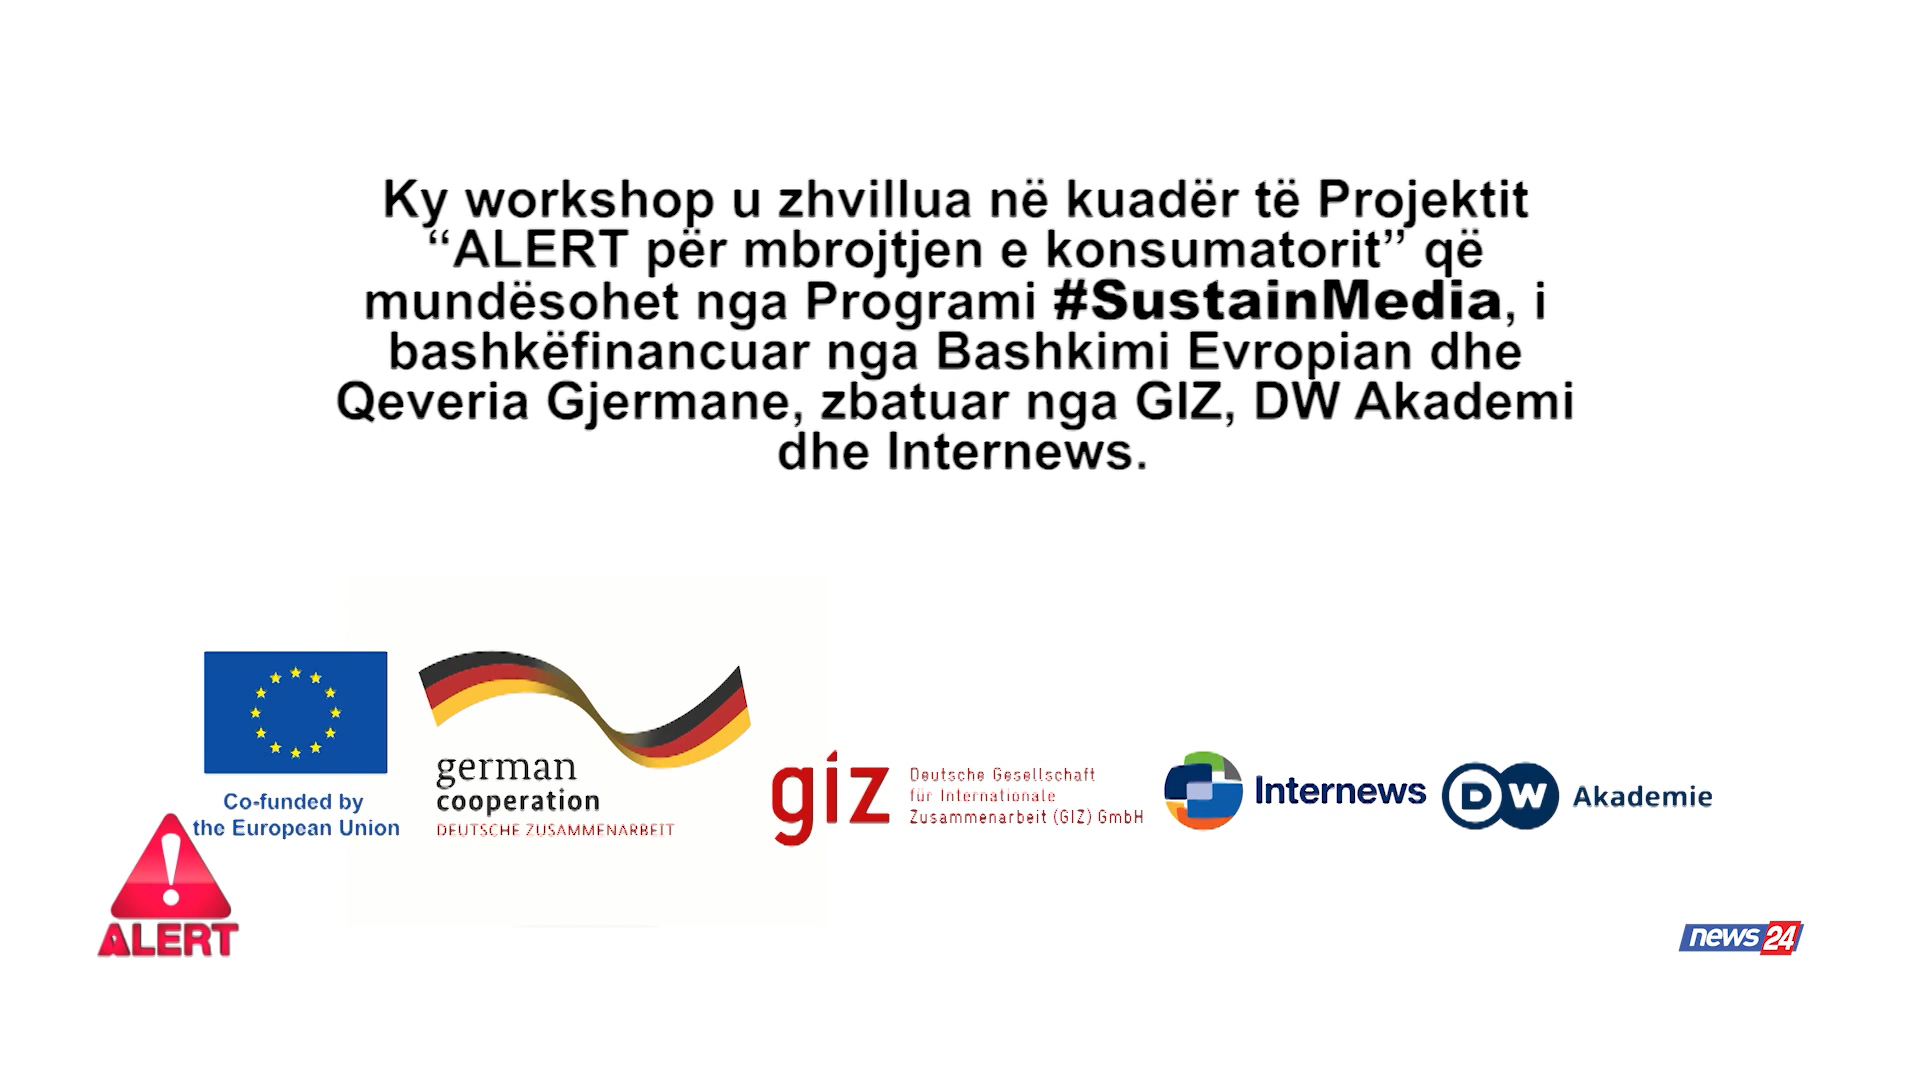 Ky workshop u zhvillua në kuadër të Projektit
“ALERT për mbrojtjen e konsumatorit” që
mundësohet nga Programi #SustainMedia, i
bashkëfinancuar nga Bashkimi Evropian dhe
Qeveria Gjermane, zbatuar nga GIZ, DW Akademi
dhe Internews.
Co-funded by
the European Union
german
cooperation
DEUTSCHE ZUSAMMENARBEIT
giz
Deutsche Gesellschaft
für Internationale
Zusammenarbeit (GIZ) GmbH
Internews
DW Akademie
ALERT
news 24